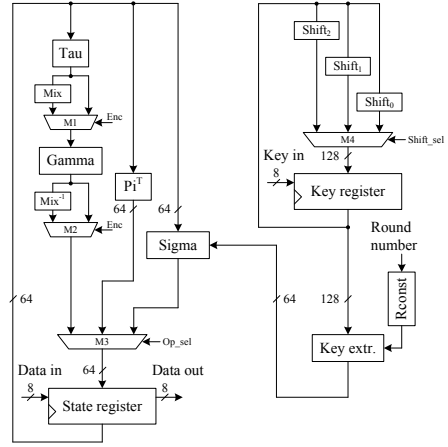 Shift2
Tau
Shift1
Mix
Shift0
M1
Enc
M4
Shift_sel
Gamma
Key in
128
8
Key register
Mix-1
PiT
64
64
M2
Enc
Sigma
Round
number
64
64
128
Rconst
M3
Op_sel
Key extr.
64
Data in
Data out
8
State register
8